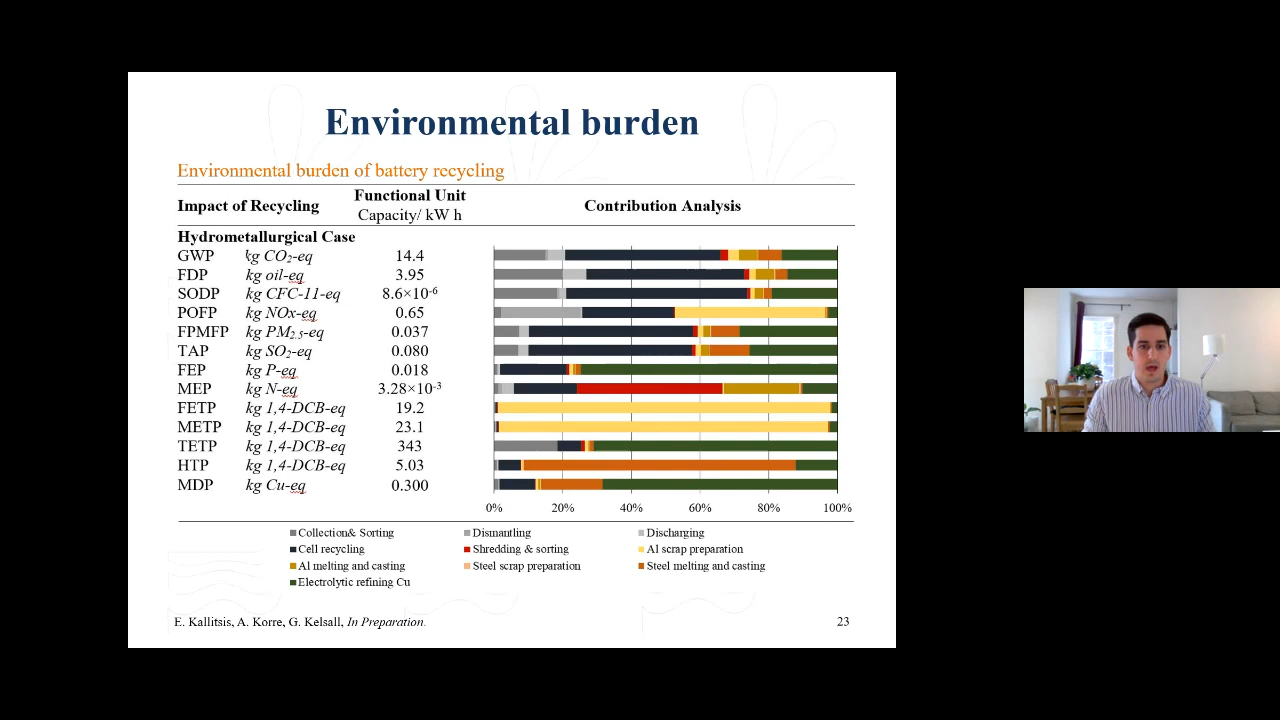 Environmental burden
Environmental burden of battery recycling
Impact of Recycling Functional Unit Capacity/ kW h Contribution Analysis
Hydrometallurgical Case
GWP kg CO₂-eq 14.4
FDP kg oil-eq 3.95
SODP kg CFC-11-eq 8.6×10⁻⁶
POFP kg NOx-eq 0.65
FPMFP kg PM₂.₅-eq 0.037
TAP kg SO₂-eq 0.080
FEP kg P-eq 0.018
MEP kg N-eq 3.28×10⁻³
FETP kg 1,4-DCB-eq 19.2
METP kg 1,4-DCB-eq 23.1
TETP kg 1,4-DCB-eq 343
HTP kg 1,4-DCB-eq 5.03
MDP kg Cu-eq 0.300
0% 20% 40% 60% 80% 100%
Collection& Sorting Dismantling Discharging
Cell recycling Shredding & sorting Al scrap preparation
Al melting and casting Steel scrap preparation Steel melting and casting
Electrolytic refining Cu
E. Kallitsis, A. Korre, G. Kelsall, In Preparation. 23